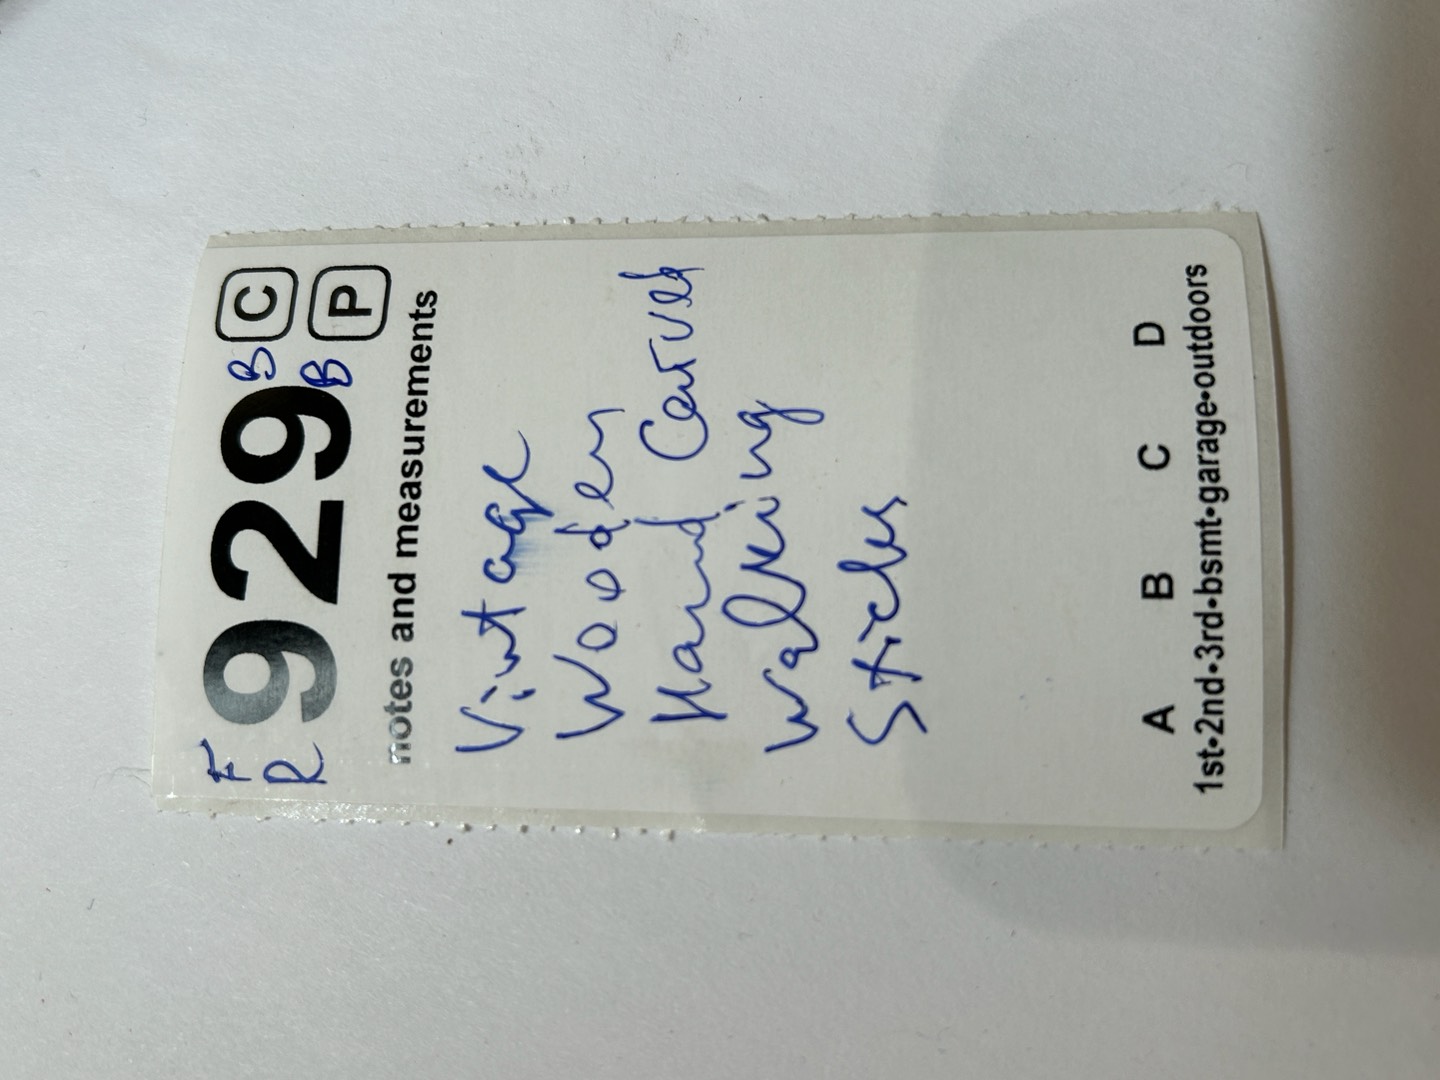 F R 929 B C
B P
notes and measurements
Vintage
Wooden
Hand Carved
Walking
Sticks
A B C D
1st•2nd•3rd•bsmt•garage•outdoors